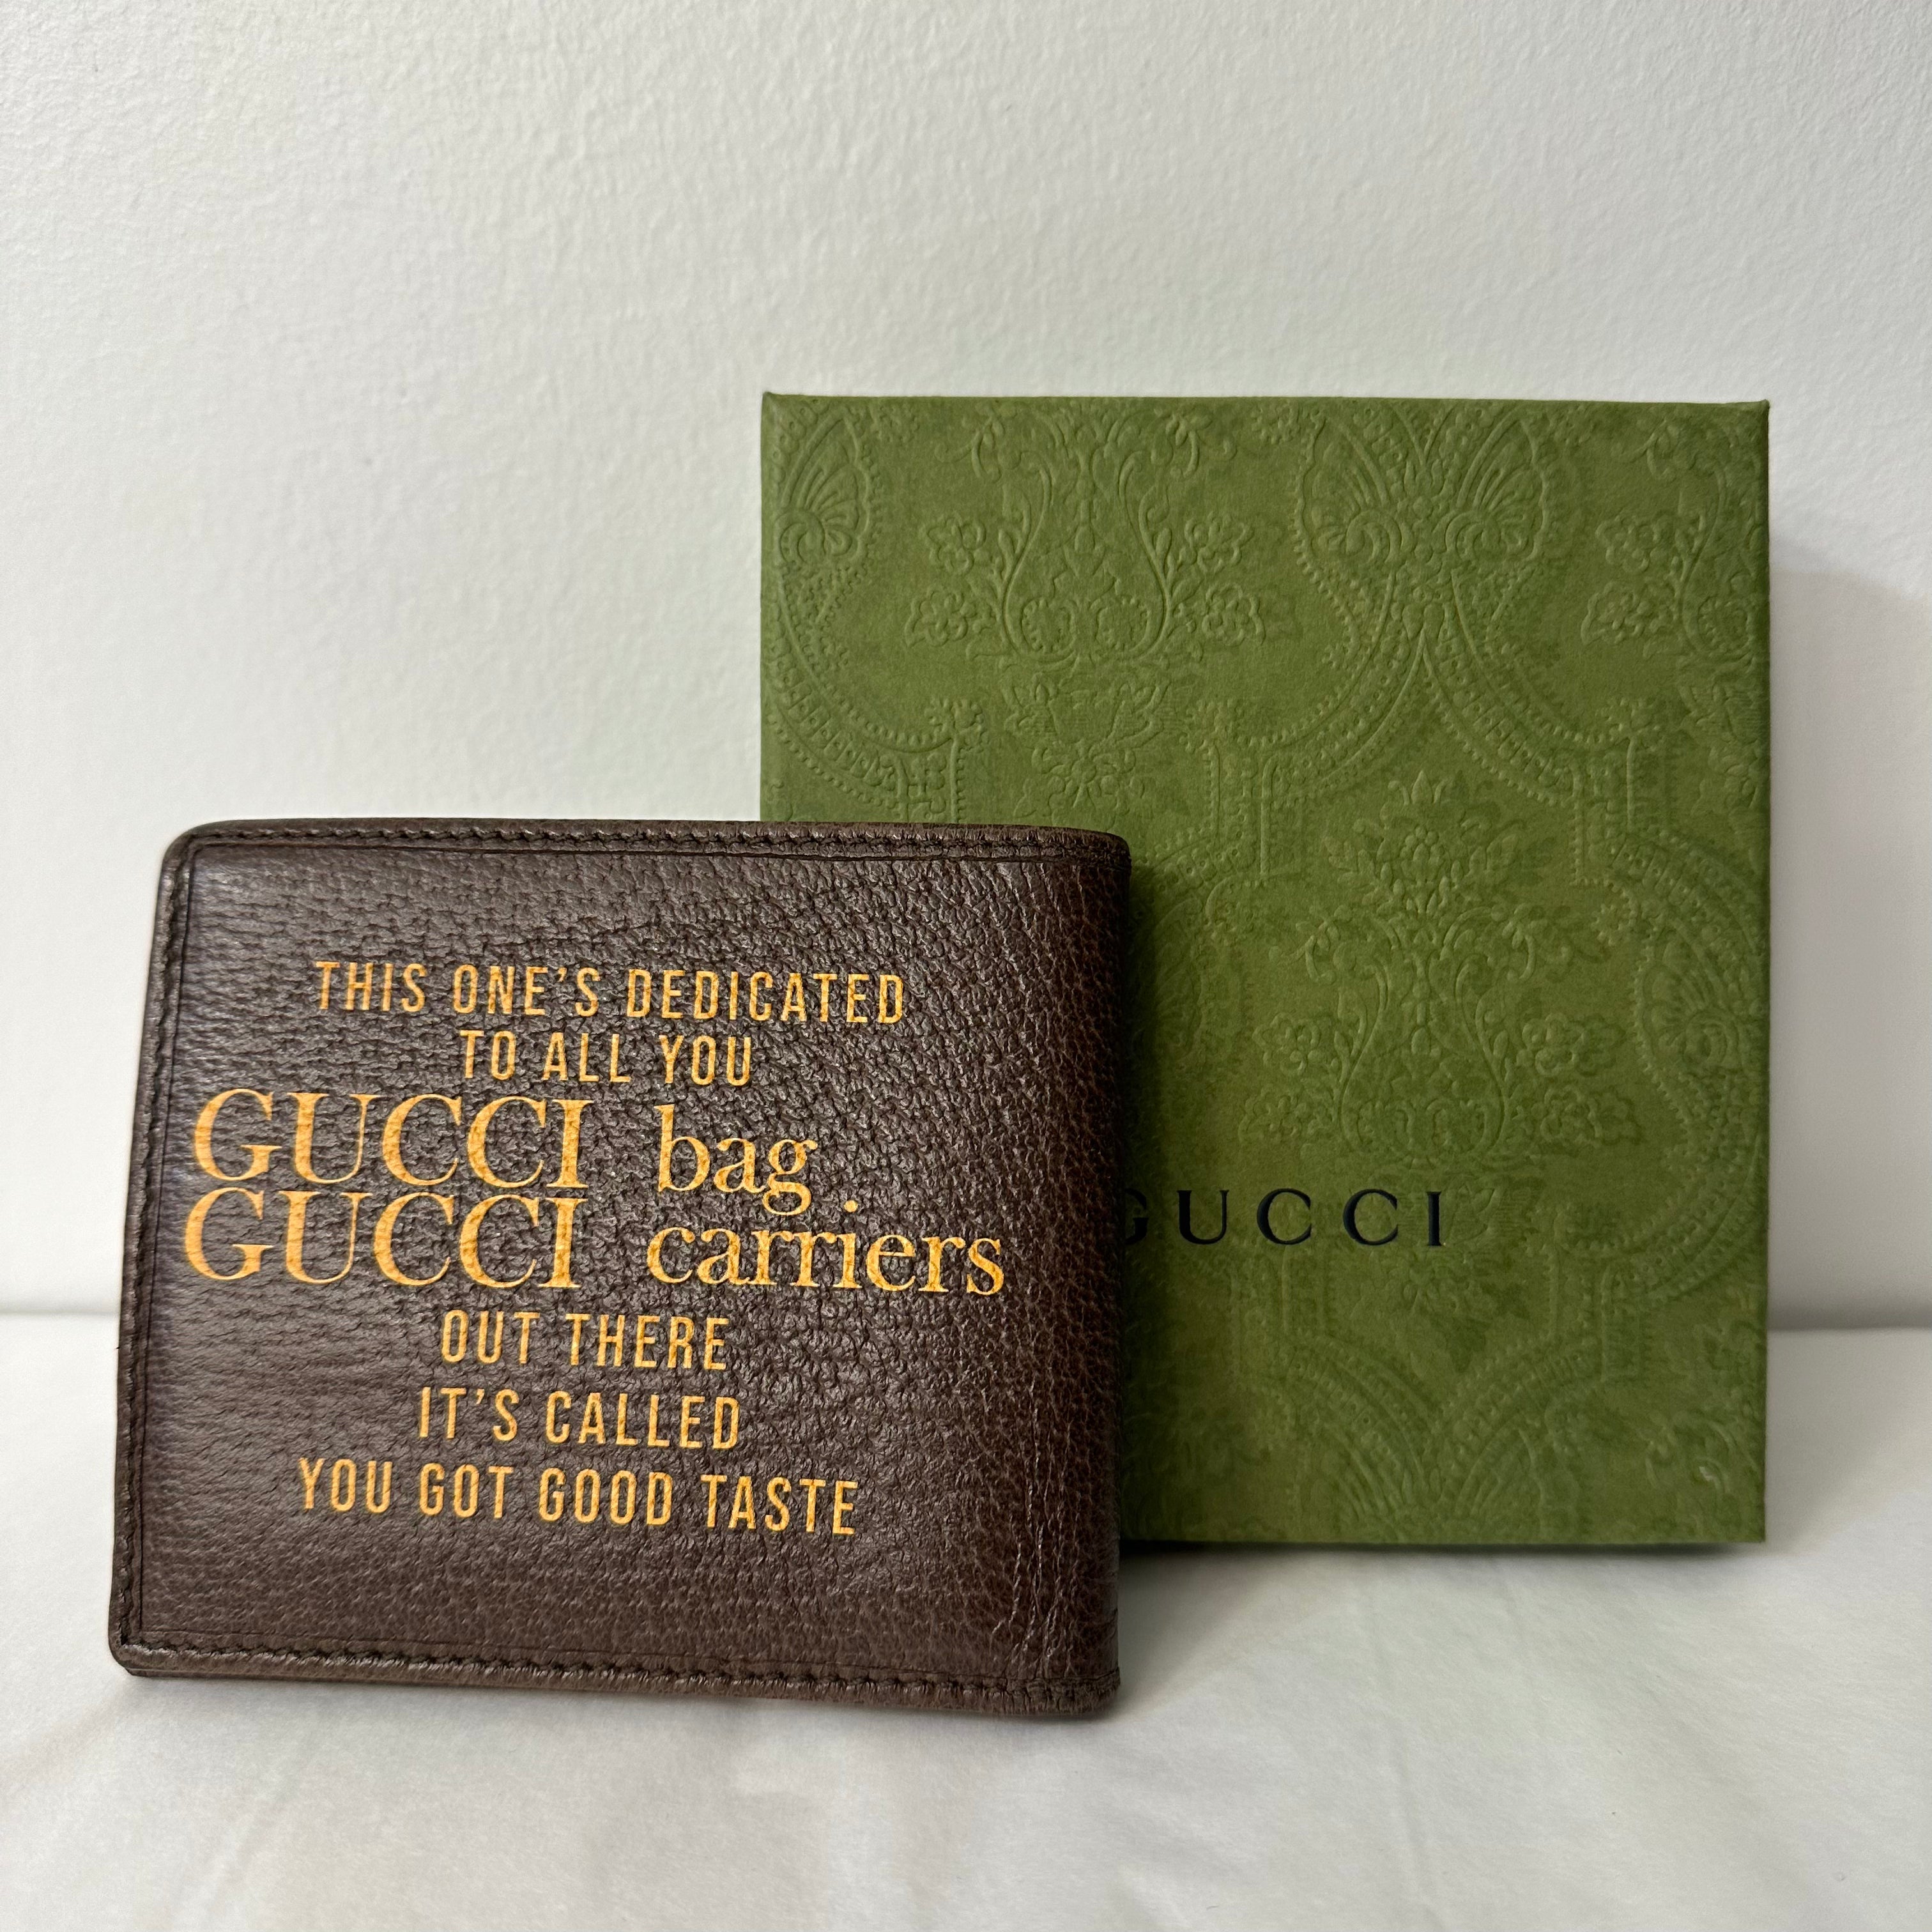 THIS ONE'S DEDICATED
TO ALL YOU
GUCCI bag .
GUCCI carriers
OUT THERE
IT'S CALLED
YOU GOT GOOD TASTE
GUCCI